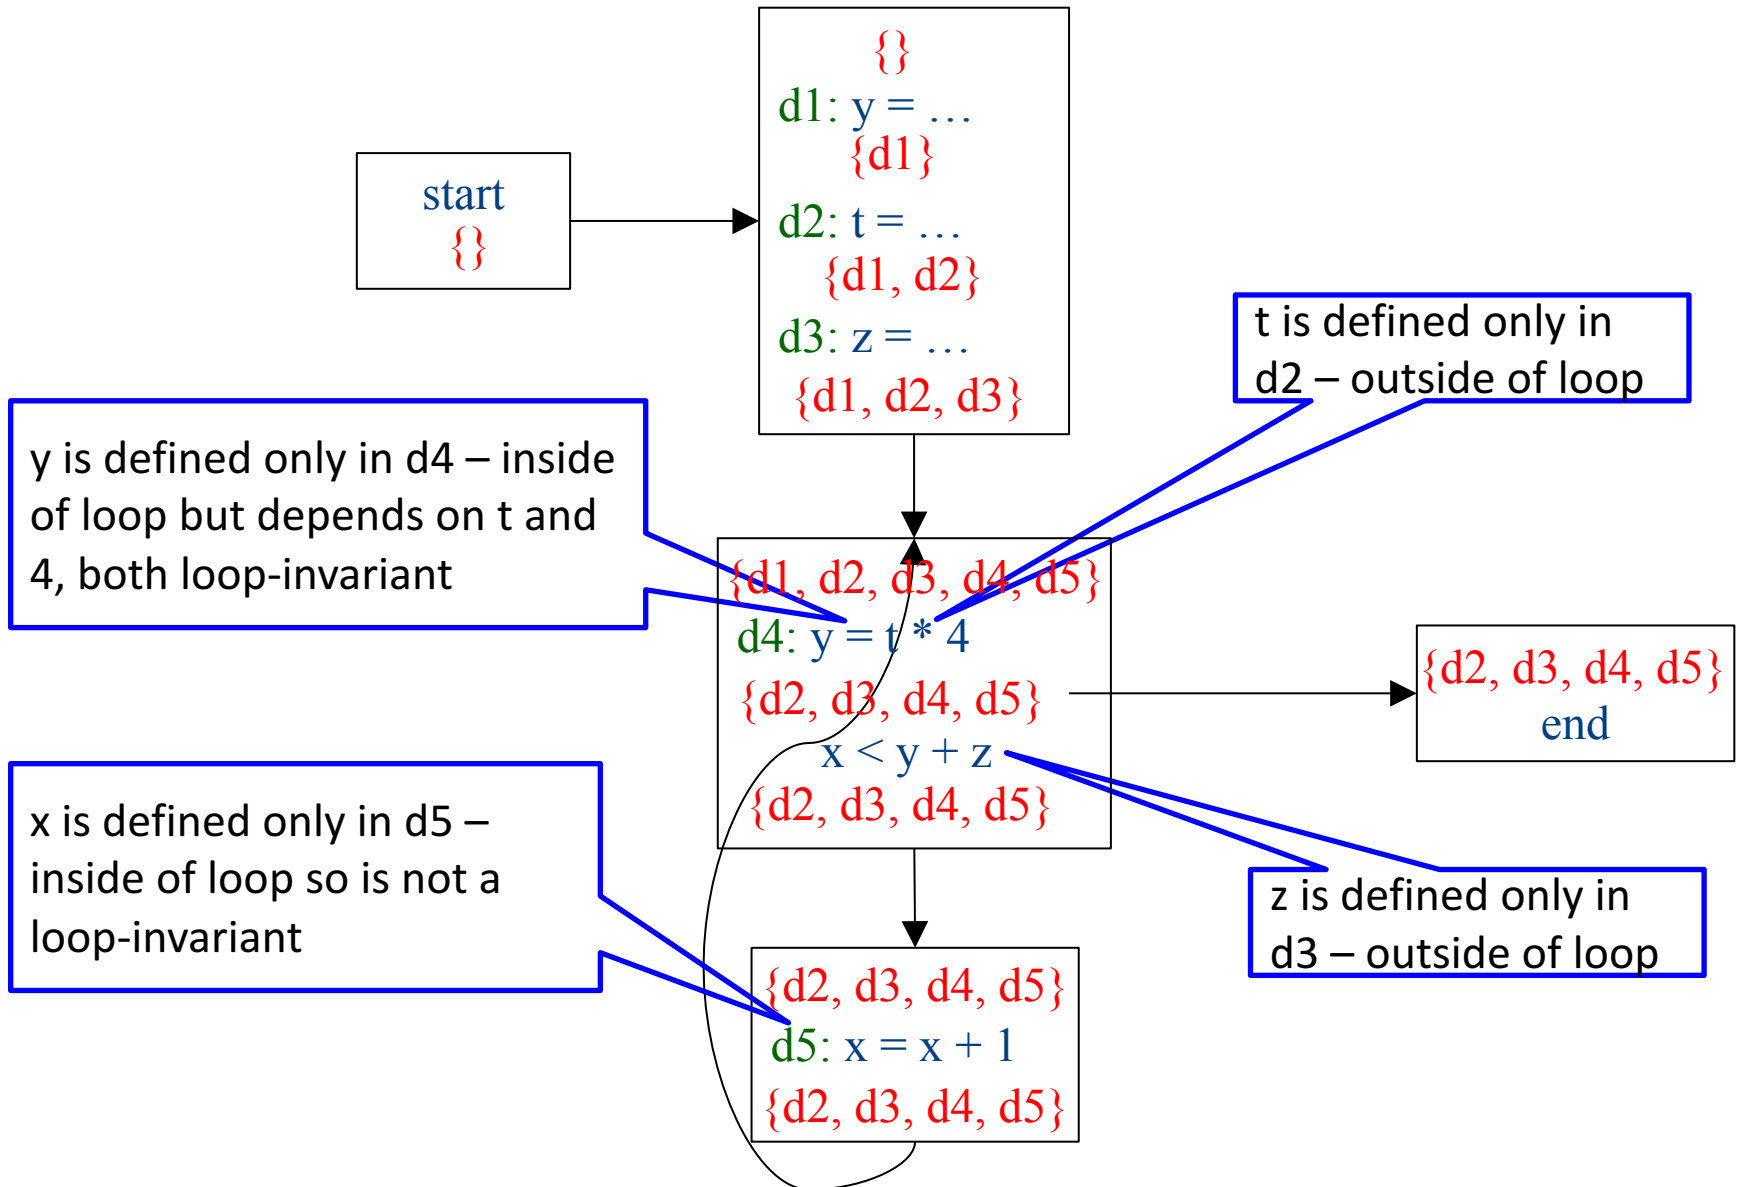 {}
d1: y = …
{d1}
start
{}
d2: t = …
{d1, d2}
d3: z = …
{d1, d2, d3}
t is defined only in
d2 – outside of loop
y is defined only in d4 – inside
of loop but depends on t and
4, both loop-invariant
{d1, d2, d3, d4, d5}
d4: y = t * 4
{d2, d3, d4, d5}
x < y + z
{d2, d3, d4, d5}
{d2, d3, d4, d5}
end
x is defined only in d5 –
inside of loop so is not a
loop-invariant
z is defined only in
d3 – outside of loop
{d2, d3, d4, d5}
d5: x = x + 1
{d2, d3, d4, d5}